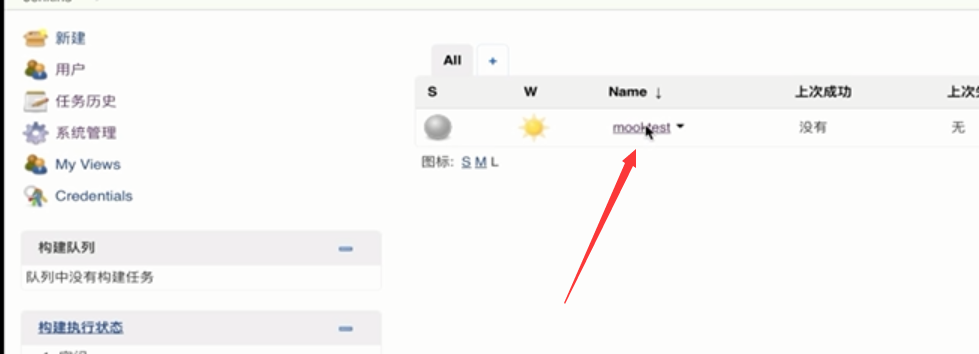 新建
用户
任务历史
系统管理
My Views
Credentials
构建队列
队列中没有构建任务
构建执行状态
All +
S W Name ↓ 上次成功
没有 无
图标: S M L